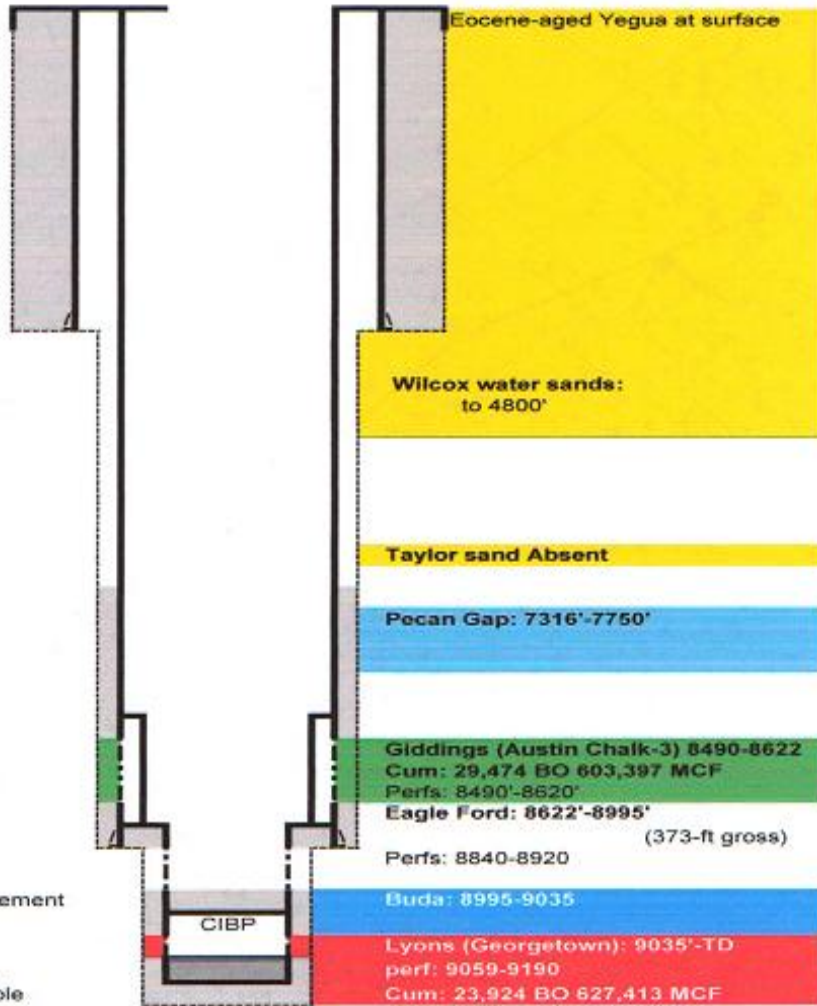 Eocene-aged Yegua at surface
Wilcox water sands:
to 4800'
Taylor sand Absent
Pecan Gap: 7316'-7750'
Giddings (Austin Chalk-3) 8490-8622
Cum: 29,474 BO 603,397 MCF
Perfs: 8490'-8620'
Eagle Ford: 8622'-8995'
(373-ft gross)
Perfs: 8840-8920
ement
Buda: 8995-9035
CIBP
Lyons (Georgetown): 9035'-TD
perf: 9059-9190
ole
Cum: 23,924 BO 627,413 MCF